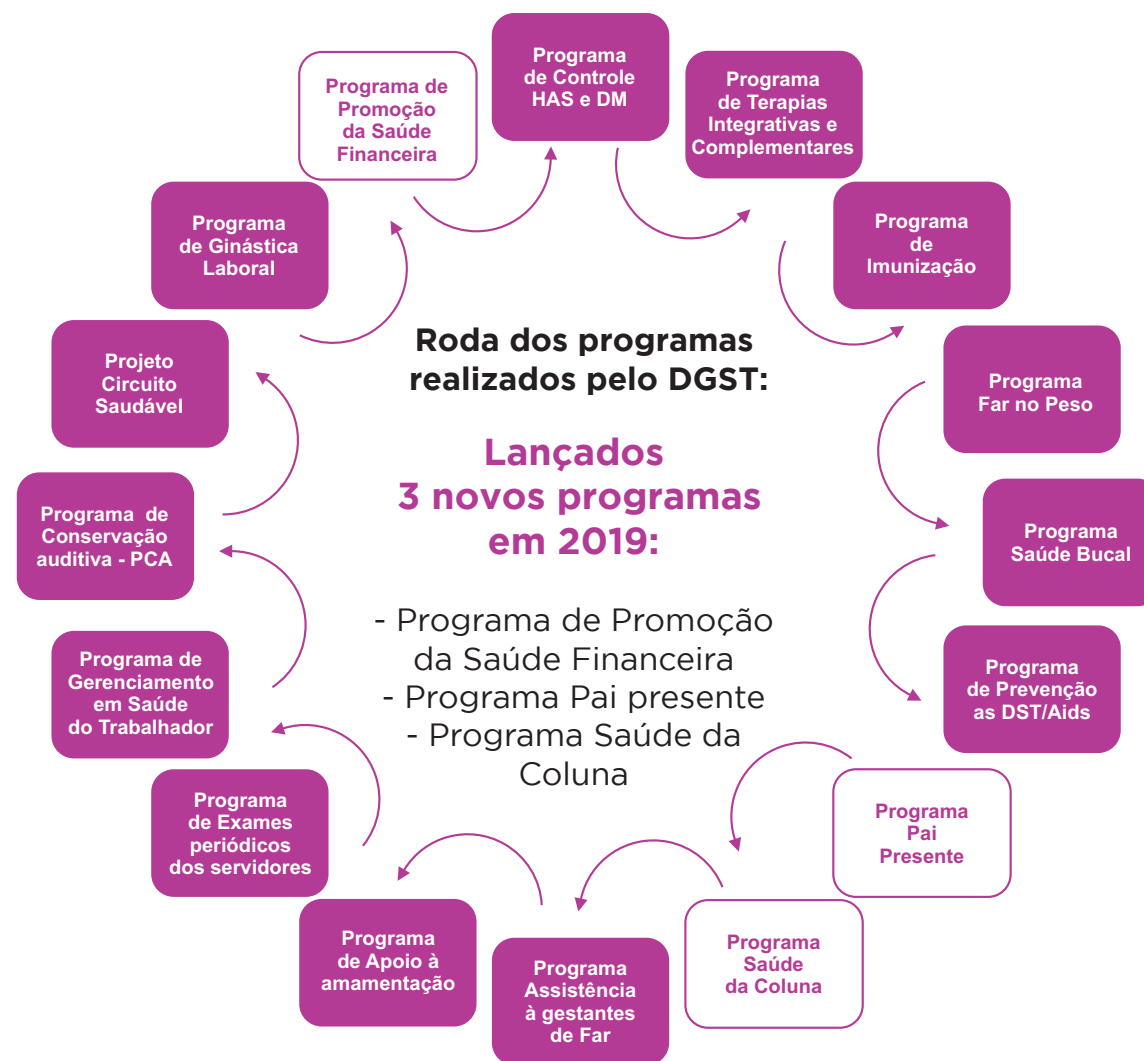 Programa
de Controle
HAS e DM
Programa
de Terapias
Integrativas e
Complementares
Programa
de
Imunização
Programa
Far no Peso
Programa
Saúde Bucal
Programa
de Prevenção
as DST/Aids
Programa
Pai
Presente
Programa
Saúde
da Coluna
Programa
Assistência
à gestantes
de Far
Programa
de Apoio à
amamentação
Programa
de Exames
periódicos
dos servidores
Programa de
Gerenciamento
em Saúde
do Trabalhador
Programa de
Conservação
auditiva - PCA
Projeto
Circuito
Saudável
Programa
de Ginástica
Laboral
Programa de
Promoção
da Saúde
Financeira
Roda dos programas
realizados pelo DGST:
Lançados
3 novos programas
em 2019:
- Programa de Promoção
da Saúde Financeira
- Programa Pai presente
- Programa Saúde da
Coluna